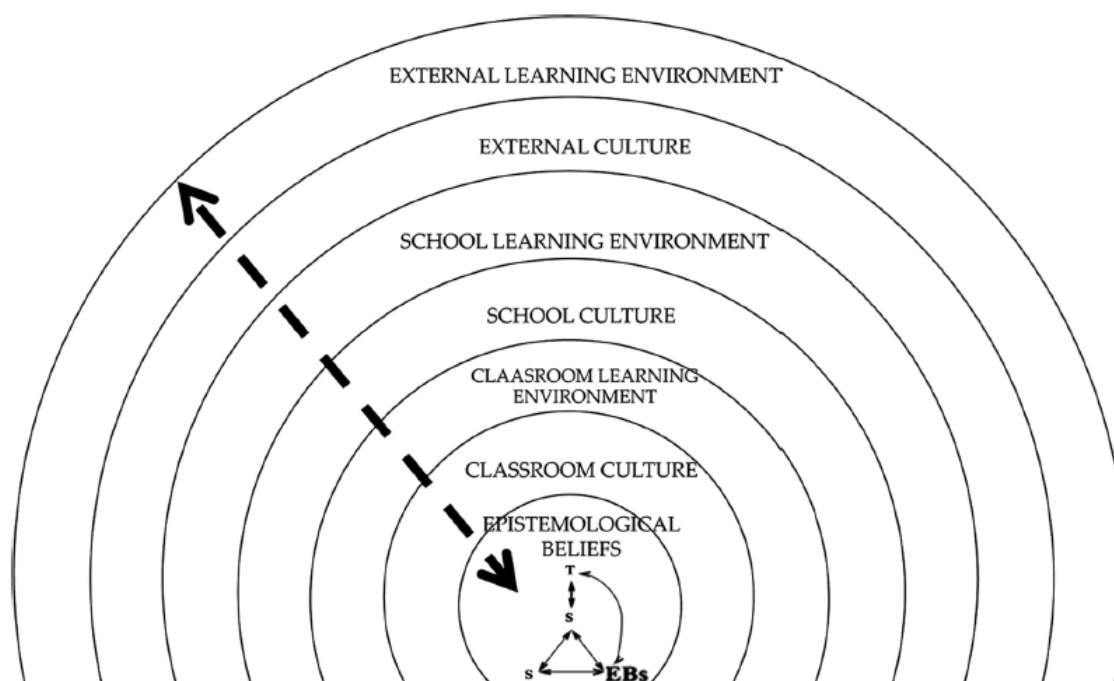 EXTERNAL LEARNING ENVIRONMENT
EXTERNAL CULTURE
SCHOOL LEARNING ENVIRONMENT
SCHOOL CULTURE
CLAASROOM LEARNING
ENVIRONMENT
CLASSROOM CULTURE
EPISTEMOLOGICAL
BELIEFS
T
S
S EBs